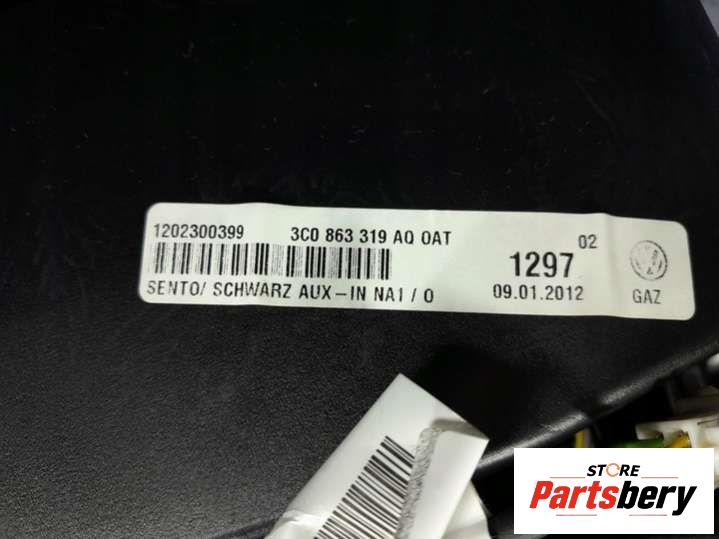 1202300399 3C0 863 319 AQ 0AT
02
1297
SENTO/ SCHWARZ AUX-IN NA1 / 0
09.01.2012
GAZ
STORE
Partsbery